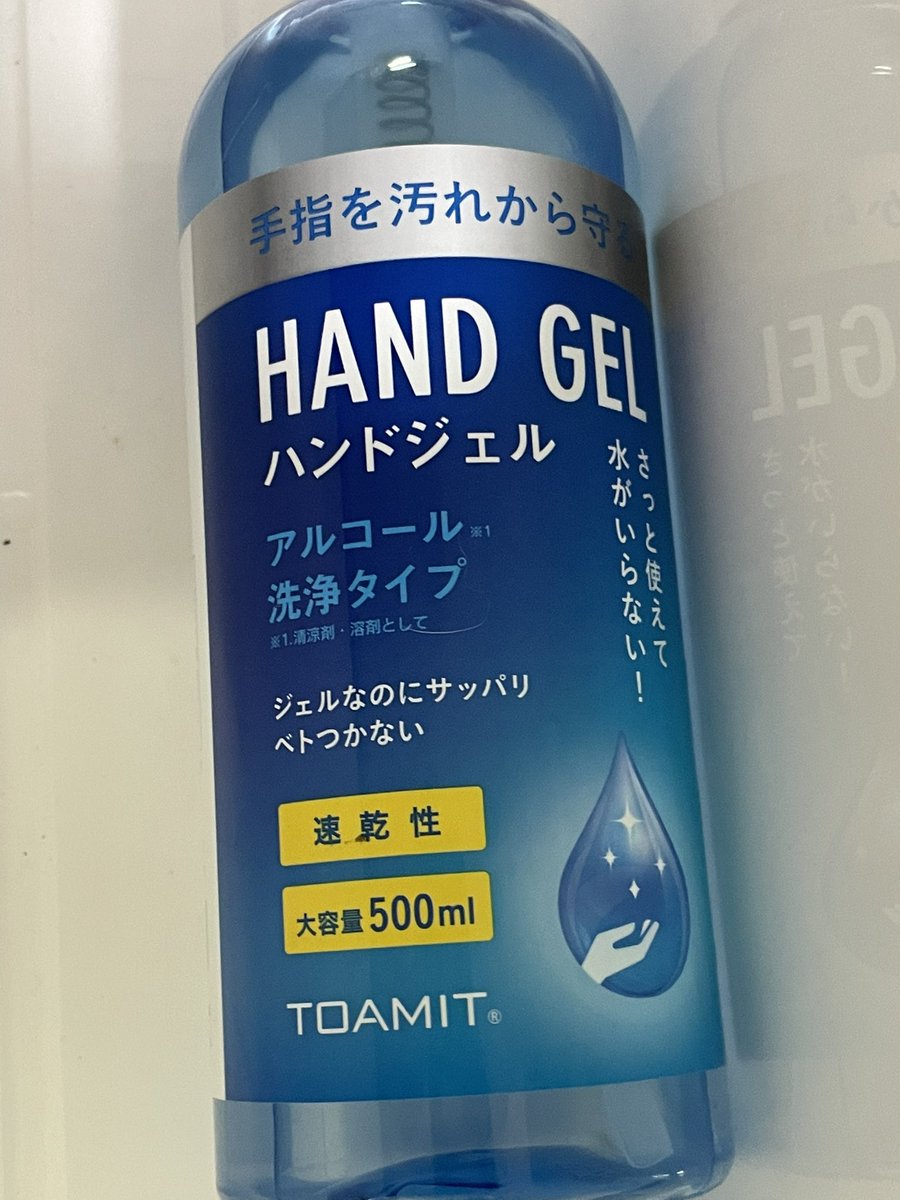 手指を汚れから守る
HAND GEL
ハンドジェル
さっと使えて
水がいらない!
アルコール※1
洗浄タイプ
※1.清涼剤・溶剤として
ジェルなのにサッパリ
ベトつかない
速乾性
大容量500ml
TOAMIT®